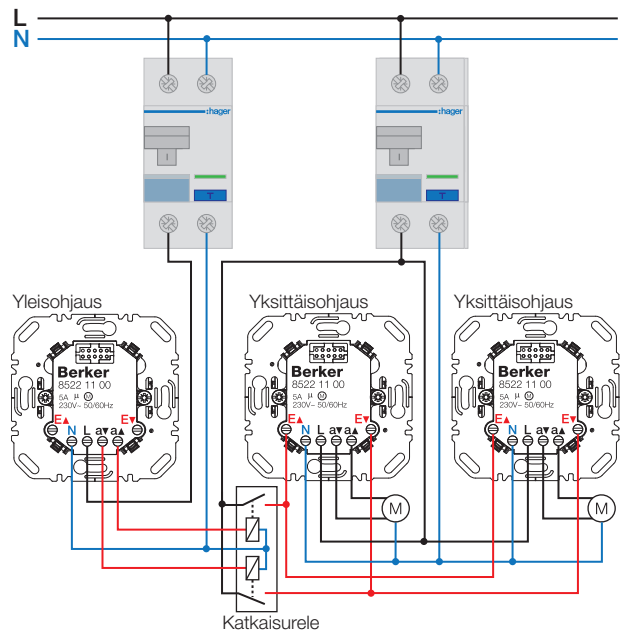 L
N
:hager
:hager
I
I
T
T
Yleisohjaus
Yksittäisohjaus
Yksittäisohjaus
Berker
8522 11 00
5A µ M
230V~ 50/60Hz
E▲ N L a▼ a▲ E▼
Berker
8522 11 00
5A µ M
230V~ 50/60Hz
E▲ N L a▼ a▲ E▼
Berker
8522 11 00
5A µ M
230V~ 50/60Hz
E▲ N L a▼ a▲ E▼
M
M
Katkaisurele